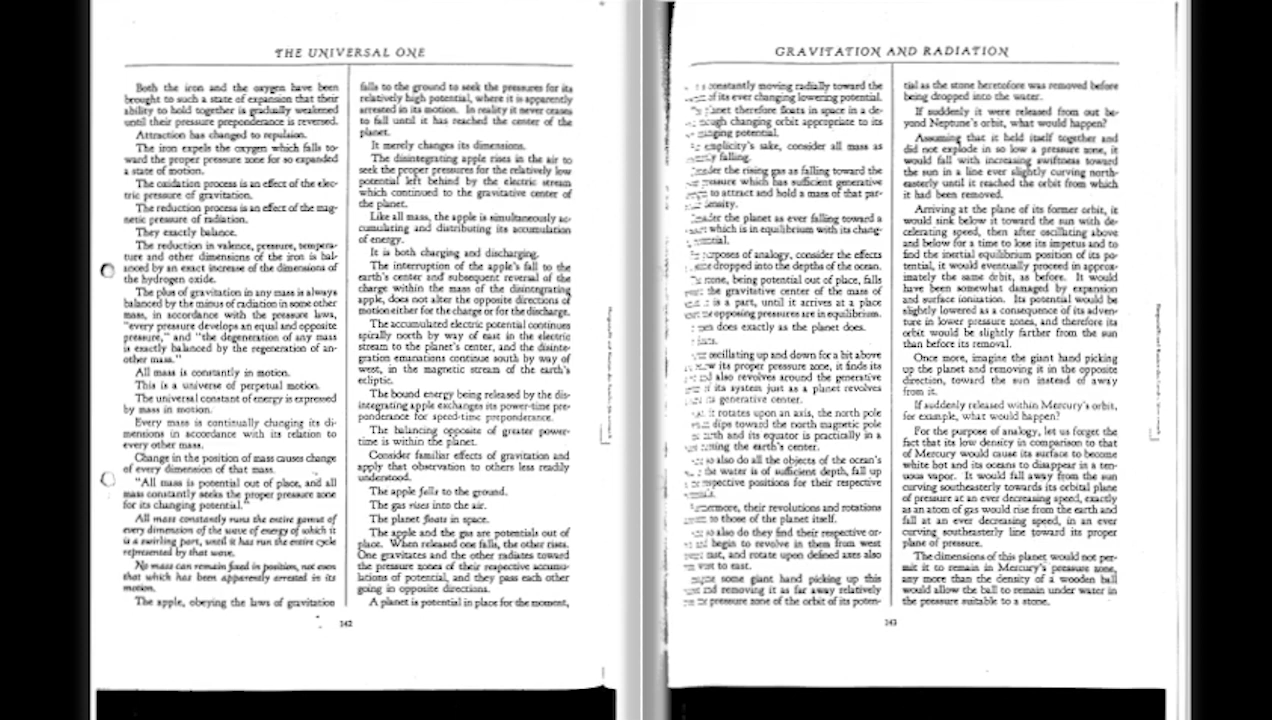 THE UNIVERSAL ONE
Both the iron and the oxygen have been
brought to such a state of expansion that their
ability to hold together is gradually weakened
until their pressure preponderance is reversed.
Attraction has changed to repulsion.
The iron expels the oxygen which falls to-
ward the proper pressure zone for so expanded
a state of motion.
The oxidation process is an effect of the elec-
tric pressure of gravitation.
The reduction process is an effect of the mag-
netic pressure of radiation.
They exactly balance.
The reduction in valence, pressure, tempera-
ture and other dimensions of the iron is bal-
anced by an exact increase of the dimensions of
the hydrogen oxide.
The plus of gravitation in any mass is always
balanced by the minus of radiation in some other
mass, in accordance with the pressure laws,
"every pressure develops an equal and opposite
pressure," and "the degeneration of any mass
is exactly balanced by the regeneration of an-
other mass."
All mass is constantly in motion.
This is a universe of perpetual motion.
The universal constant of energy is expressed
by mass in motion.
Every mass is continually changing its di-
mensions in accordance with its relation to
every other mass.
Change in the position of mass causes change
of every dimension of that mass.
"All mass is potential out of place, and all
mass constantly seeks the proper pressure zone
for its changing potential."
All mass constantly runs the entire gamut of
every dimension of the wave of energy of which it
is a swirling part, until it has run the entire cycle
represented by that wave.
No mass can remain fixed in position, not even
that which has been apparently arrested in its
motion.
The apple, obeying the laws of gravitation
falls to the ground to seek the pressures for its
relatively high potential, where it is apparently
arrested in its motion. In reality it never ceases
to fall until it has reached the center of the
planet.
It merely changes its dimensions.
The disintegrating apple rises in the air to
seek the proper pressures for the relatively low
potential left behind by the electric stream
which continued to the gravitative center of
the planet.
Like all mass, the apple is simultaneously ac-
cumulating and distributing its accumulation
of energy.
It is both charging and discharging.
The interruption of the apple's fall to the
earth's center and subsequent reversal of the
charge within the mass of the disintegrating
apple, does not alter the opposite directions of
motion either for the charge or for the discharge.
The accumulated electric potential continues
spirally north by way of east in the electric
stream to the planet's center, and the disinte-
gration emanations continue south by way of
west, in the magnetic stream of the earth's
ecliptic.
The bound energy being released by the dis-
integrating apple exchanges its power-time pre-
ponderance for speed-time preponderance.
The balancing opposite of greater power-
time is within the planet.
Consider familiar effects of gravitation and
apply that observation to others less readily
understood.
The apple falls to the ground.
The gas rises into the air.
The planet floats in space.
The apple and the gas are potentials out of
place. When released one falls, the other rises.
One gravitates and the other radiates toward
the pressure zones of their respective accumu-
lations of potential, and they pass each other
going in opposite directions.
A planet is potential in place for the moment,
142
GRAVITATION AND RADIATION
constantly moving radially toward the
of its ever changing lowering potential.
planet therefore floats in space in a
changing orbit appropriate to its
potential.
simplicity's sake, consider all mass as
falling.
the rising gas as falling toward the
pressure which has sufficient generative
to attract and hold a mass of that par-
density.
the planet as ever falling toward a
which is in equilibrium with its chang-
purposes of analogy, consider the effects
dropped into the depths of the ocean.
stone, being potential out of place, falls
the gravitative center of the mass of
is a part, until it arrives at a place
opposing pressures are in equilibrium.
does exactly as the planet does.
oscillating up and down for a bit above
its proper pressure zone, it finds its
and also revolves around the generative
of its system just as a planet revolves
its generative center.
it rotates upon an axis, the north pole
dips toward the north magnetic pole
earth and its equator is practically in a
the earth's center.
so also do all the objects of the ocean's
the water is of sufficient depth, fall up
respective positions for their respective
their revolutions and rotations
to those of the planet itself.
so also do they find their respective or-
and begin to revolve in them from west
east, and rotate upon defined axes also
west to east.
some giant hand picking up this
and removing it as far away relatively
pressure zone of the orbit of its poten-
tial as the stone heretofore was removed before
being dropped into the water.
If suddenly it were released from out be-
yond Neptune's orbit, what would happen?
Assuming that it held itself together and
did not explode in so low a pressure zone, it
would fall with increasing swiftness toward
the sun in a line ever slightly curving north-
easterly until it reached the orbit from which
it had been removed.
Arriving at the plane of its former orbit, it
would sink below it toward the sun with de-
celerating speed, then after oscillating above
and below for a time to lose its impetus and to
find the inertial equilibrium position of its po-
tential, it would eventually proceed in approx-
imately the same orbit, as before. It would
have been somewhat damaged by expansion
and surface ionization. Its potential would be
slightly lowered as a consequence of its adven-
ture in lower pressure zones, and therefore its
orbit would be slightly farther from the sun
than before its removal.
Once more, imagine the giant hand picking
up the planet and removing it in the opposite
direction, toward the sun instead of away
from it.
If suddenly released within Mercury's orbit,
for example, what would happen?
For the purpose of analogy, let us forget the
fact that its low density in comparison to that
of Mercury would cause its surface to become
white hot and its oceans to disappear in a ten-
uous vapor. It would fall away from the sun
curving southeasterly towards its orbital plane
of pressure at an ever decreasing speed, exactly
as an atom of gas would rise from the earth and
fall at an ever decreasing speed, in an ever
curving southeasterly line toward its proper
plane of pressure.
The dimensions of this planet would not per-
mit it to remain in Mercury's pressure zone,
any more than the density of a wooden ball
would allow the ball to remain under water in
the pressure suitable to a stone.
143